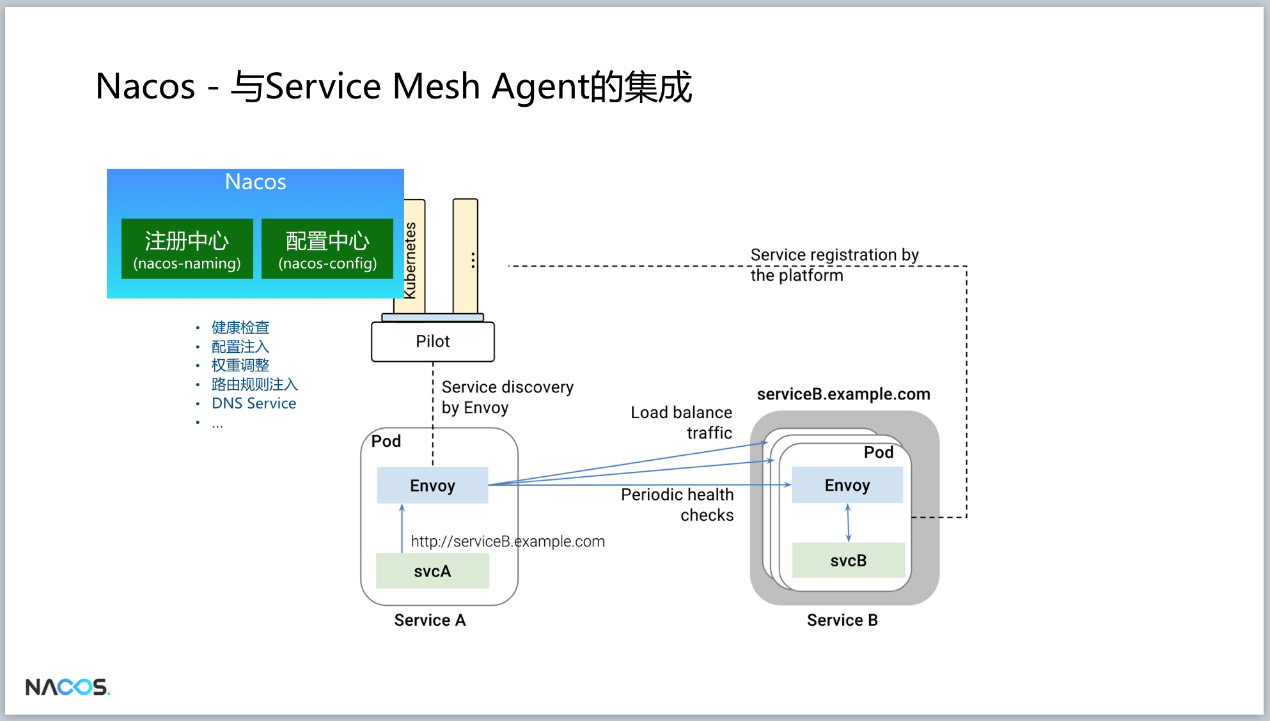 Nacos - 与Service Mesh Agent的集成
Nacos
注册中心
(nacos-naming)
配置中心
(nacos-config)
Kubernetes
...
Pilot
• 健康检查
• 配置注入
• 权重调整
• 路由规则注入
• DNS Service
• ...
Service registration by
the platform
Service discovery
by Envoy
Load balance
traffic
Periodic health
checks
serviceB.example.com
Pod
Envoy
http://serviceB.example.com
svcA
Service A
Pod
Envoy
svcB
Service B
NACOS.